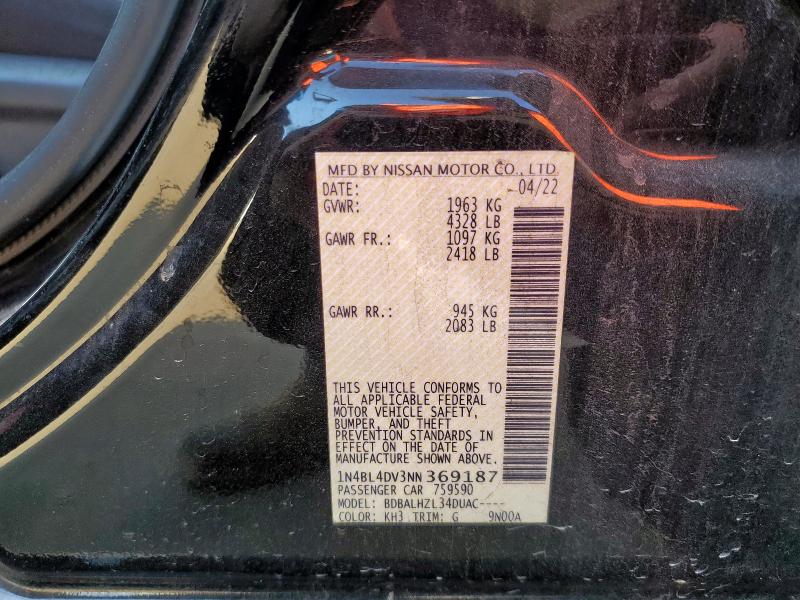 MFD BY NISSAN MOTOR CO., LTD
DATE: 04/22
GVWR: 1963 KG
4328 LB
GAWR FR.: 1097 KG
2418 LB
GAWR RR.: 945 KG
2083 LB
THIS VEHICLE CONFORMS TO
ALL APPLICABLE FEDERAL
MOTOR VEHICLE SAFETY,
BUMPER, AND THEFT
PREVENTION STANDARDS IN
EFFECT ON THE DATE OF
MANUFACTURE SHOWN ABOVE.
1N4BL4DV3NN 369187
PASSENGER CAR 759590
MODEL: BDBALHZL34DUAC----
COLOR: KH3 TRIM: G 9N00A